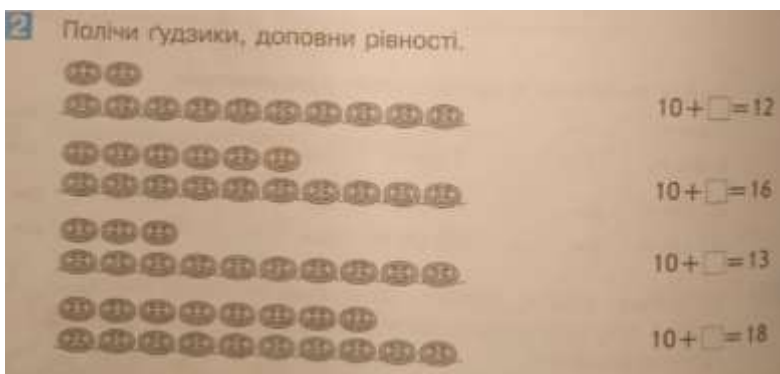 2 Полічи ґудзики, доповни рівності.
10+□=12
10+□=16
10+□=13
10+□=18